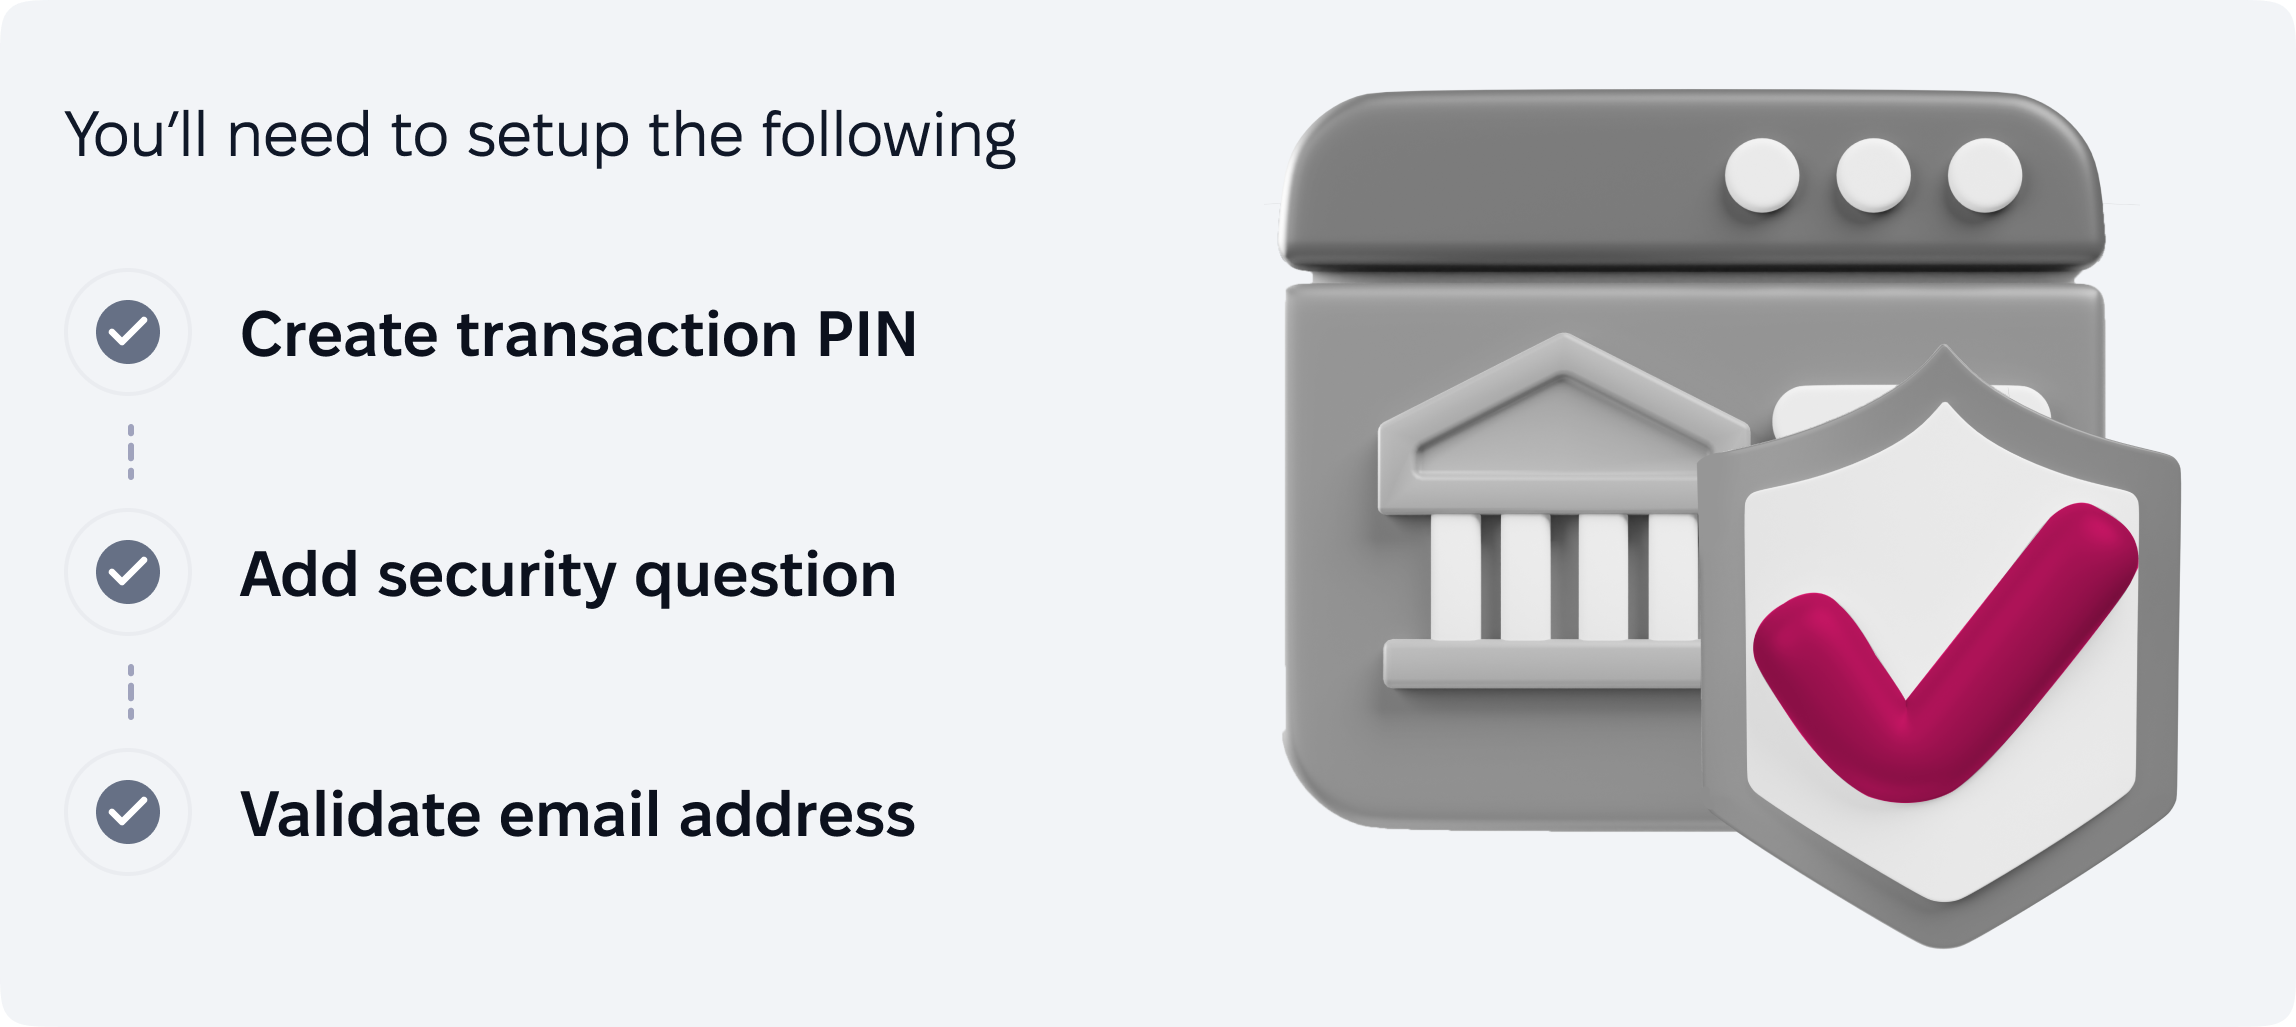 You’ll need to setup the following
Create transaction PIN
Add security question
Validate email address